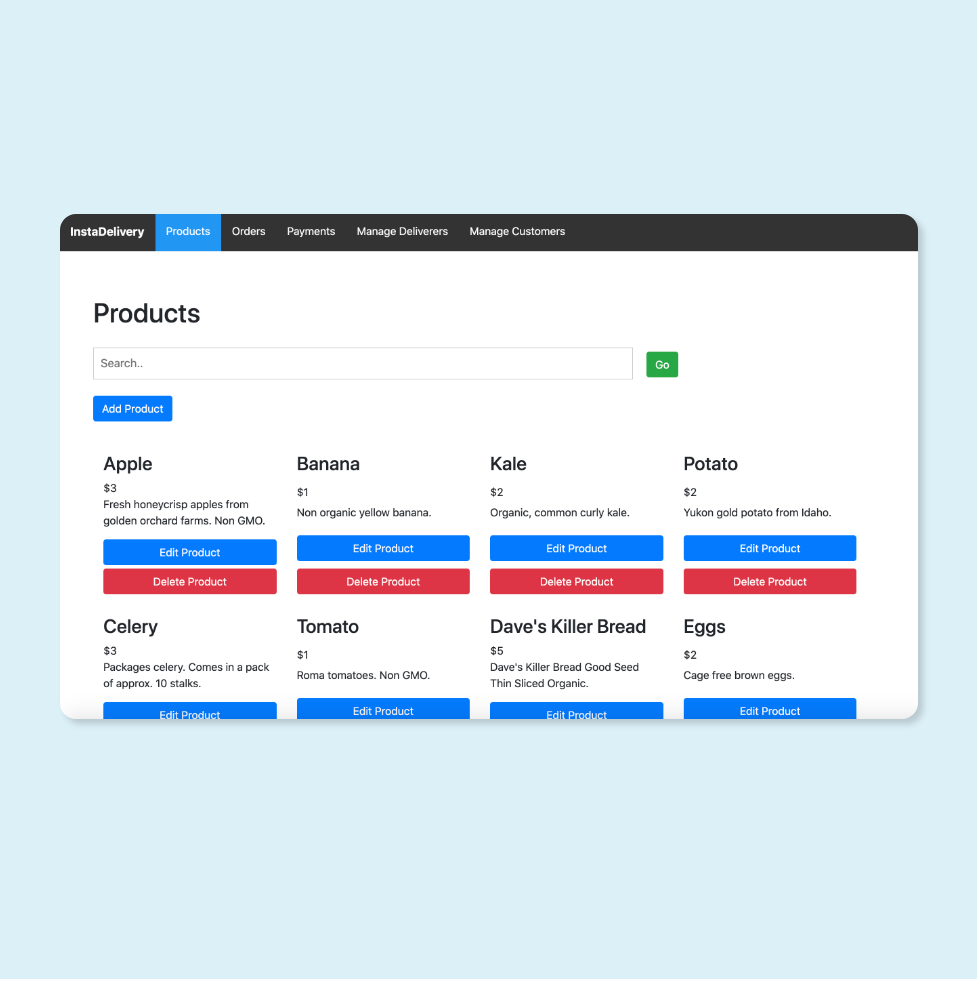 InstaDelivery Products Orders Payments Manage Deliverers Manage Customers
Products
Search..
Go
Add Product
Apple
$3
Fresh honeycrisp apples from
golden orchard farms. Non GMO.
Edit Product
Delete Product
Banana
$1
Non organic yellow banana.
Edit Product
Delete Product
Kale
$2
Organic, common curly kale.
Edit Product
Delete Product
Potato
$2
Yukon gold potato from Idaho.
Edit Product
Delete Product
Celery
$3
Packages celery. Comes in a pack
of approx. 10 stalks.
Edit Product
Tomato
$1
Roma tomatoes. Non GMO.
Edit Product
Dave's Killer Bread
$5
Dave's Killer Bread Good Seed
Thin Sliced Organic.
Edit Product
Eggs
$2
Cage free brown eggs.
Edit Product